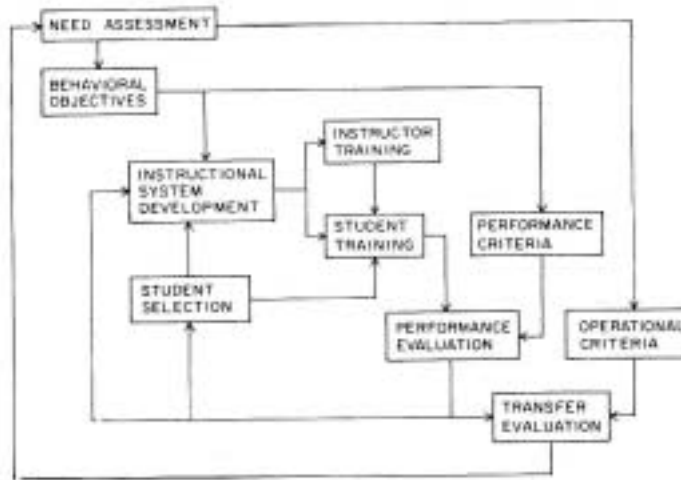 NEED ASSESSMENT
BEHAVIORAL
OBJECTIVES
INSTRUCTOR
TRAINING
INSTRUCTIONAL
SYSTEM
DEVELOPMENT
STUDENT
TRAINING
PERFORMANCE
CRITERIA
STUDENT
SELECTION
PERFORMANCE
EVALUATION
OPERATIONAL
CRITERIA
TRANSFER
EVALUATION